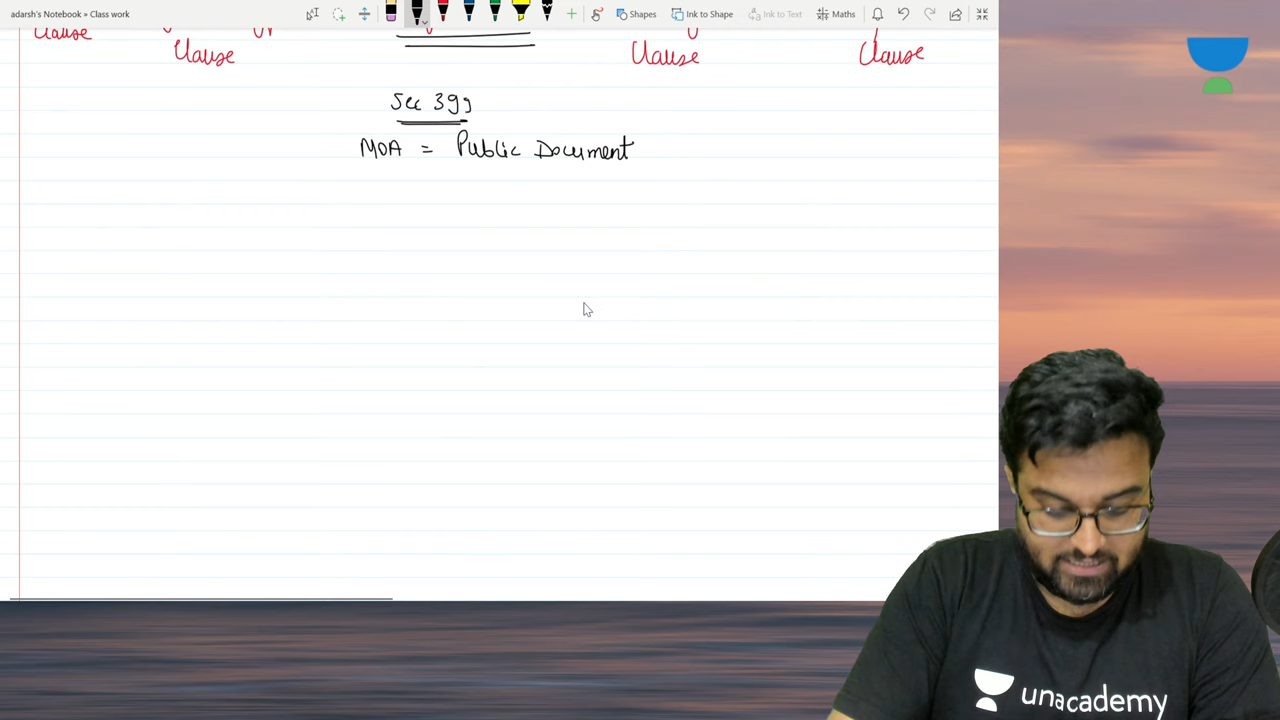 adarsh's Notebook » Class work
Shapes
Ink to Shape
Ink to Text
Maths
Clause
Clause
Clause
Clause
Sec 399
MOA = Public Document
unacademy